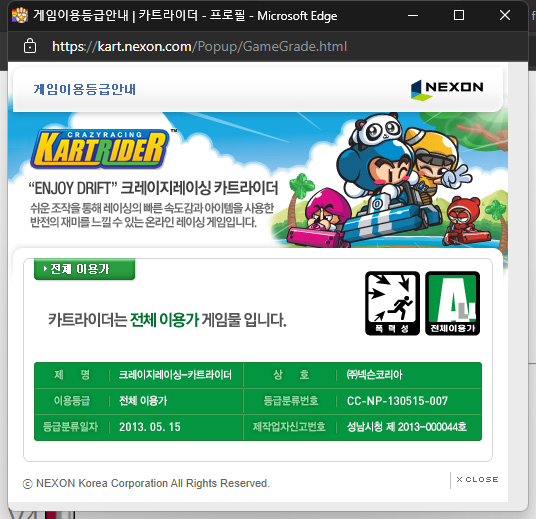 게임이용등급안내 | 카트라이더 - 프로필 - Microsoft Edge
https://kart.nexon.com/Popup/GameGrade.html
게임이용등급안내
NEXON
CRAZYRACING
KARTRIDER™
“ENJOY DRIFT” 크레이지레이싱 카트라이더
쉬운 조작을 통해 레이싱의 빠른 속도감과 아이템을 사용한
반전의 재미를 느낄 수 있는 온라인 레이싱 게임입니다.
전체 이용가
카트라이더는 전체 이용가 게임물 입니다.
폭력성
ALL
전체이용가
제 명 크레이지레이싱-카트라이더 상 호 ㈜넥슨코리아
이용등급 전체 이용가 등급분류번호 CC-NP-130515-007
등급분류일자 2013. 05. 15 제작업자신고번호 성남시청 제 2013-000044호
ⓒ NEXON Korea Corporation All Rights Reserved.
X CLOSE